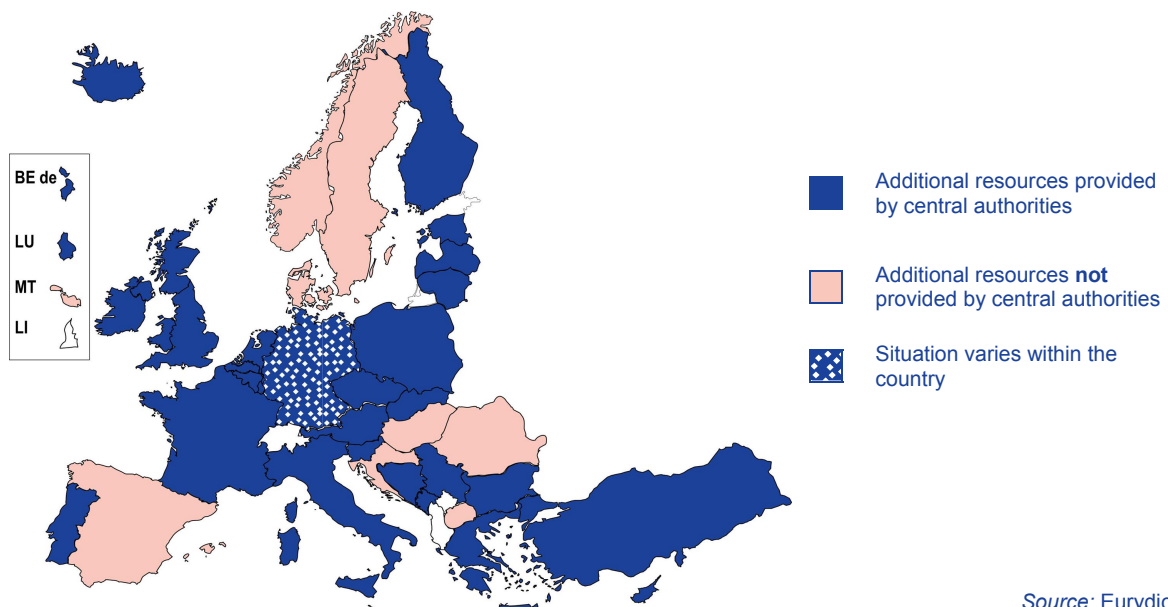 BE de
LU
MT
LI
Additional resources provided
by central authorities
Additional resources not
provided by central authorities
Situation varies within the
country
Source: Eurydic